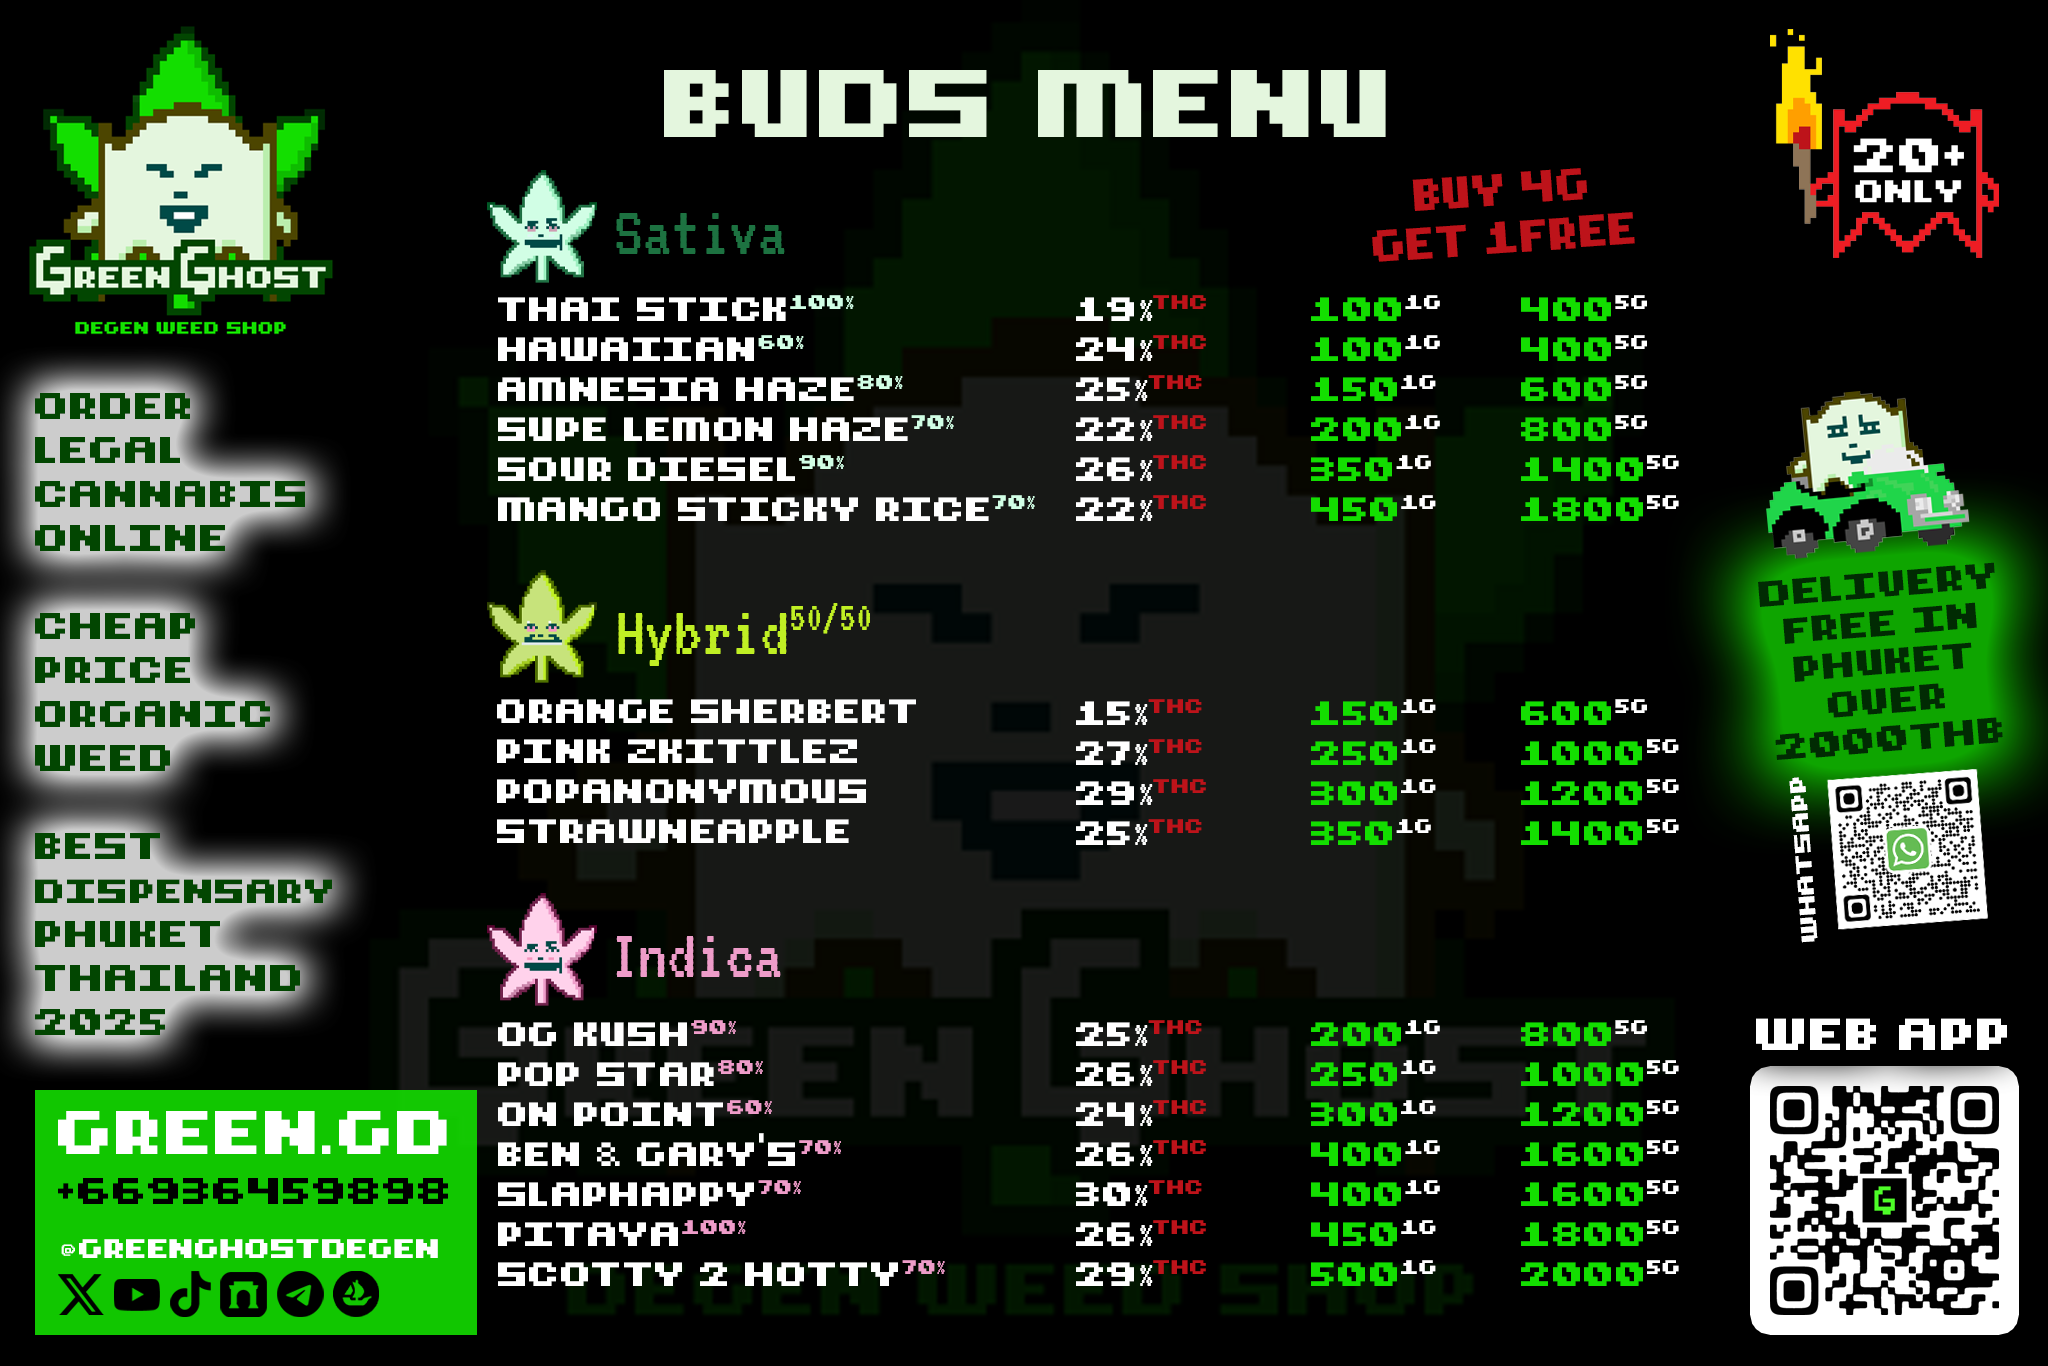 GREEN GHOST
DEGEN WEED SHOP
ORDER
LEGAL
CANNABIS
ONLINE
CHEAP
PRICE
ORGANIC
WEED
BEST
DISPENSARY
PHUKET
THAILAND
2025
GREEN.GD
+66936459898
@GREENGHOSTDEGEN
BUDS MENU
BUY 4G
GET 1FREE
Sativa
THAI STICK100% 19%THC 1001G 4005G
HAWAIIAN60% 24%THC 1001G 4005G
AMNESIA HAZE80% 25%THC 1501G 6005G
SUPE LEMON HAZE70% 22%THC 2001G 8005G
SOUR DIESEL90% 26%THC 3501G 14005G
MANGO STICKY RICE70% 22%THC 4501G 18005G
Hybrid50/50
ORANGE SHERBERT 15%THC 1501G 6005G
PINK ZKITTLEZ 27%THC 2501G 10005G
POPANONYMOUS 29%THC 3001G 12005G
STRAWNEAPPLE 25%THC 3501G 14005G
Indica
OG KUSH90% 25%THC 2001G 8005G
POP STAR80% 26%THC 2501G 10005G
ON POINT60% 24%THC 3001G 12005G
BEN & GARY'S70% 26%THC 4001G 16005G
SLAPHAPPY70% 30%THC 4001G 16005G
PITAYA100% 26%THC 4501G 18005G
SCOTTY 2 HOTTY70% 29%THC 5001G 20005G
GREEN GHOST
DEGEN WEED SHOP
20+
ONLY
DELIVERY
FREE IN
PHUKET
OVER
2000THB
WHATSAPP
WEB APP
G